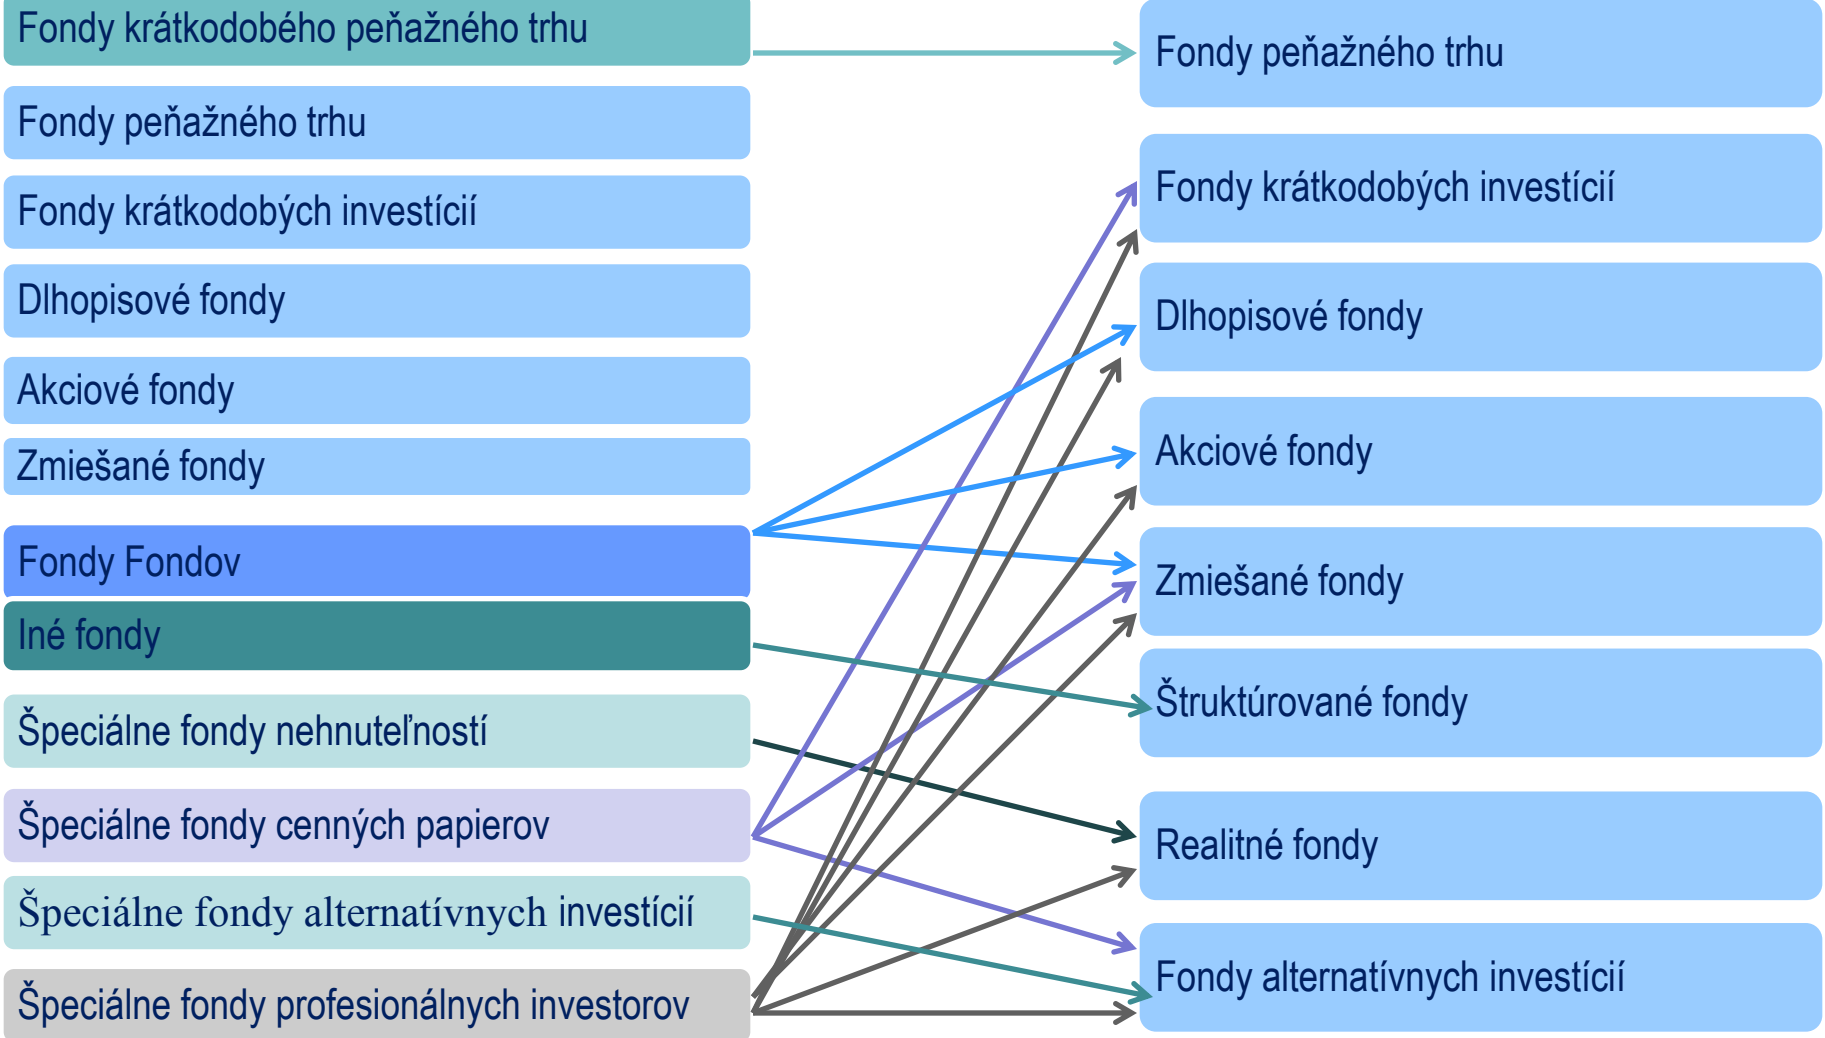 Fondy krátkodobého peňažného trhu
Fondy peňažného trhu
Fondy krátkodobých investícií
Dlhopisové fondy
Akciové fondy
Zmiešané fondy
Fondy Fondov
Iné fondy
Špeciálne fondy nehnuteľností
Špeciálne fondy cenných papierov
Špeciálne fondy alternatívnych investícií
Špeciálne fondy profesionálnych investorov
Fondy peňažného trhu
Fondy krátkodobých investícií
Dlhopisové fondy
Akciové fondy
Zmiešané fondy
Štruktúrované fondy
Realitné fondy
Fondy alternatívnych investícií